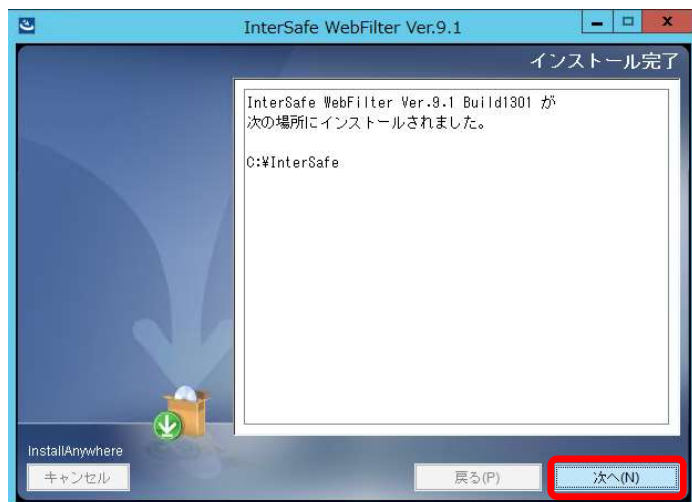 InterSafe WebFilter Ver.9.1
インストール完了
InterSafe WebFilter Ver.9.1 Build1301 が
次の場所にインストールされました。
C:¥InterSafe
InstallAnywhere
キャンセル
戻る(P)
次へ(N)